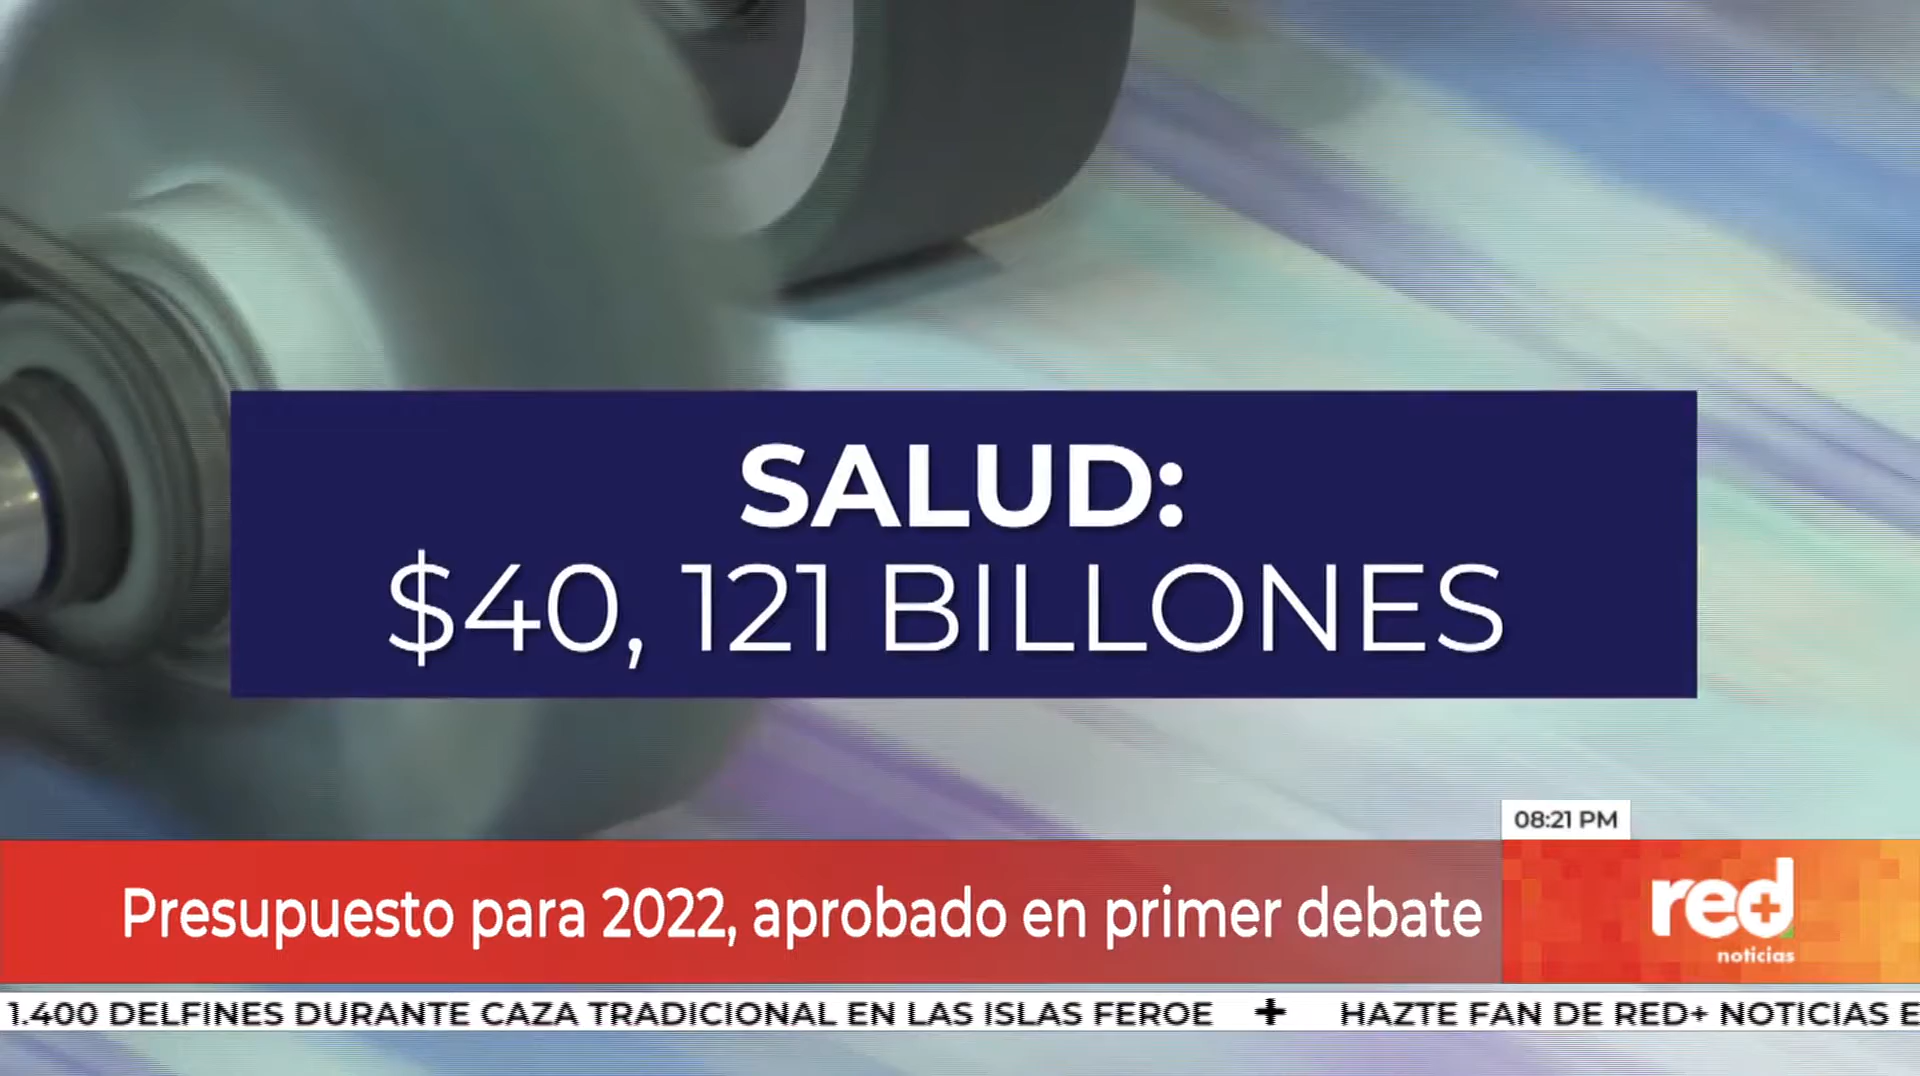 SALUD:
$40, 121 BILLONES
08:21 PM
Presupuesto para 2022, aprobado en primer debate
red+
noticias
1.400 DELFINES DURANTE CAZA TRADICIONAL EN LAS ISLAS FEROE + HAZTE FAN DE RED+ NOTICIAS E